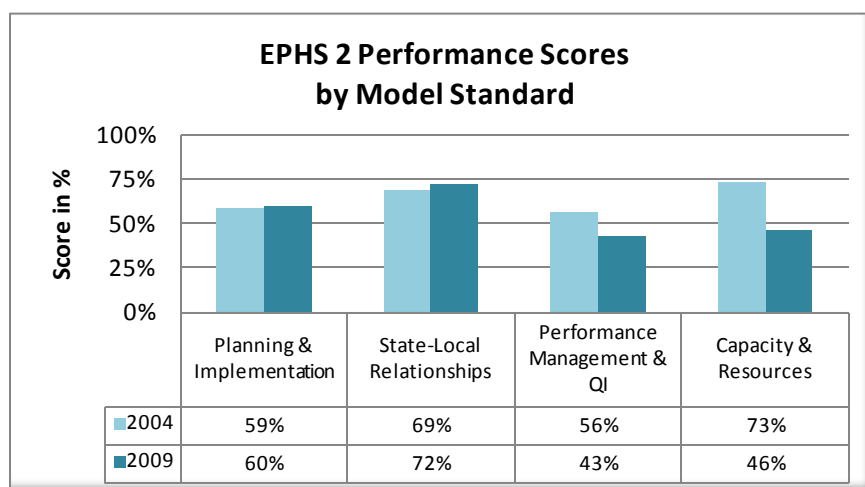 EPHS 2 Performance Scores
by Model Standard
Score in %
100%
75%
50%
25%
0%
Planning &
Implementation
State-Local
Relationships
Performance
Management &
QI
Capacity &
Resources
2004 59% 69% 56% 73%
2009 60% 72% 43% 46%